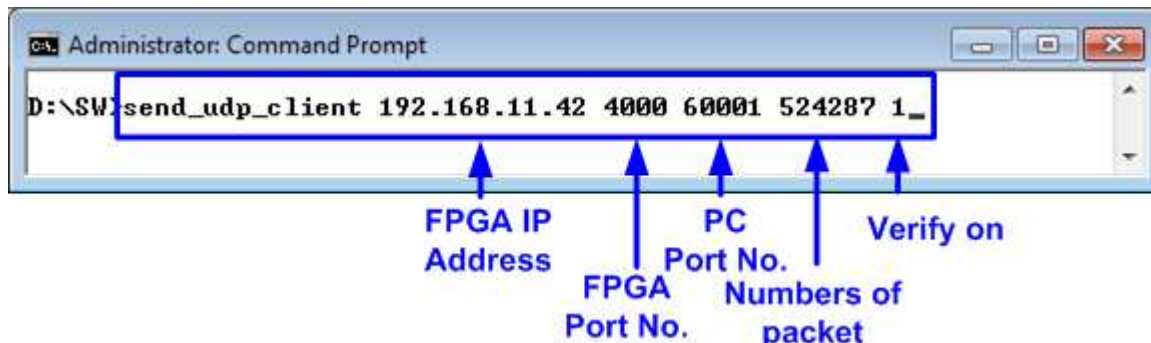 Administrator: Command Prompt
D:\SW>send_udp_client 192.168.11.42 4000 60001 524287 1_
FPGA IP
Address
FPGA
Port No.
PC
Port No.
Numbers of
packet
Verify on